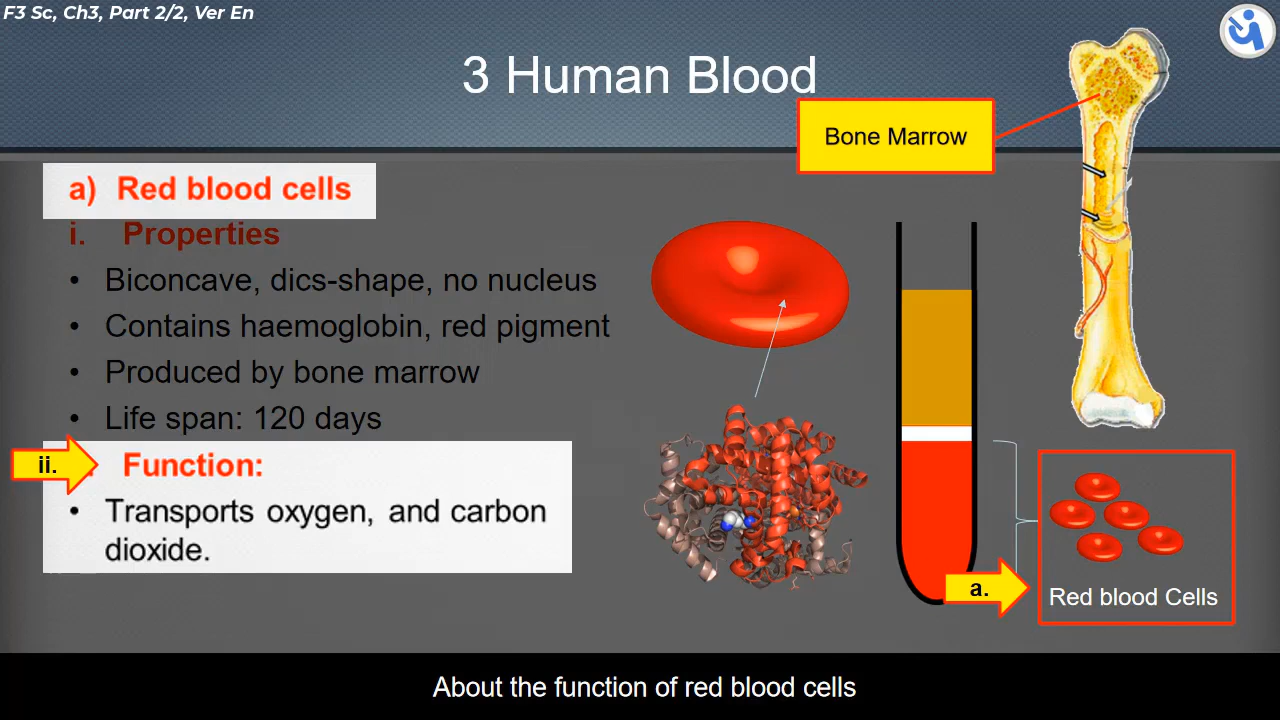 F3 Sc, Ch3, Part 2/2, Ver En
3 Human Blood
Bone Marrow
a) Red blood cells
i. Properties
• Biconcave, dics-shape, no nucleus
• Contains haemoglobin, red pigment
• Produced by bone marrow
• Life span: 120 days
ii. Function:
• Transports oxygen, and carbon
dioxide.
a.
Red blood Cells
About the function of red blood cells